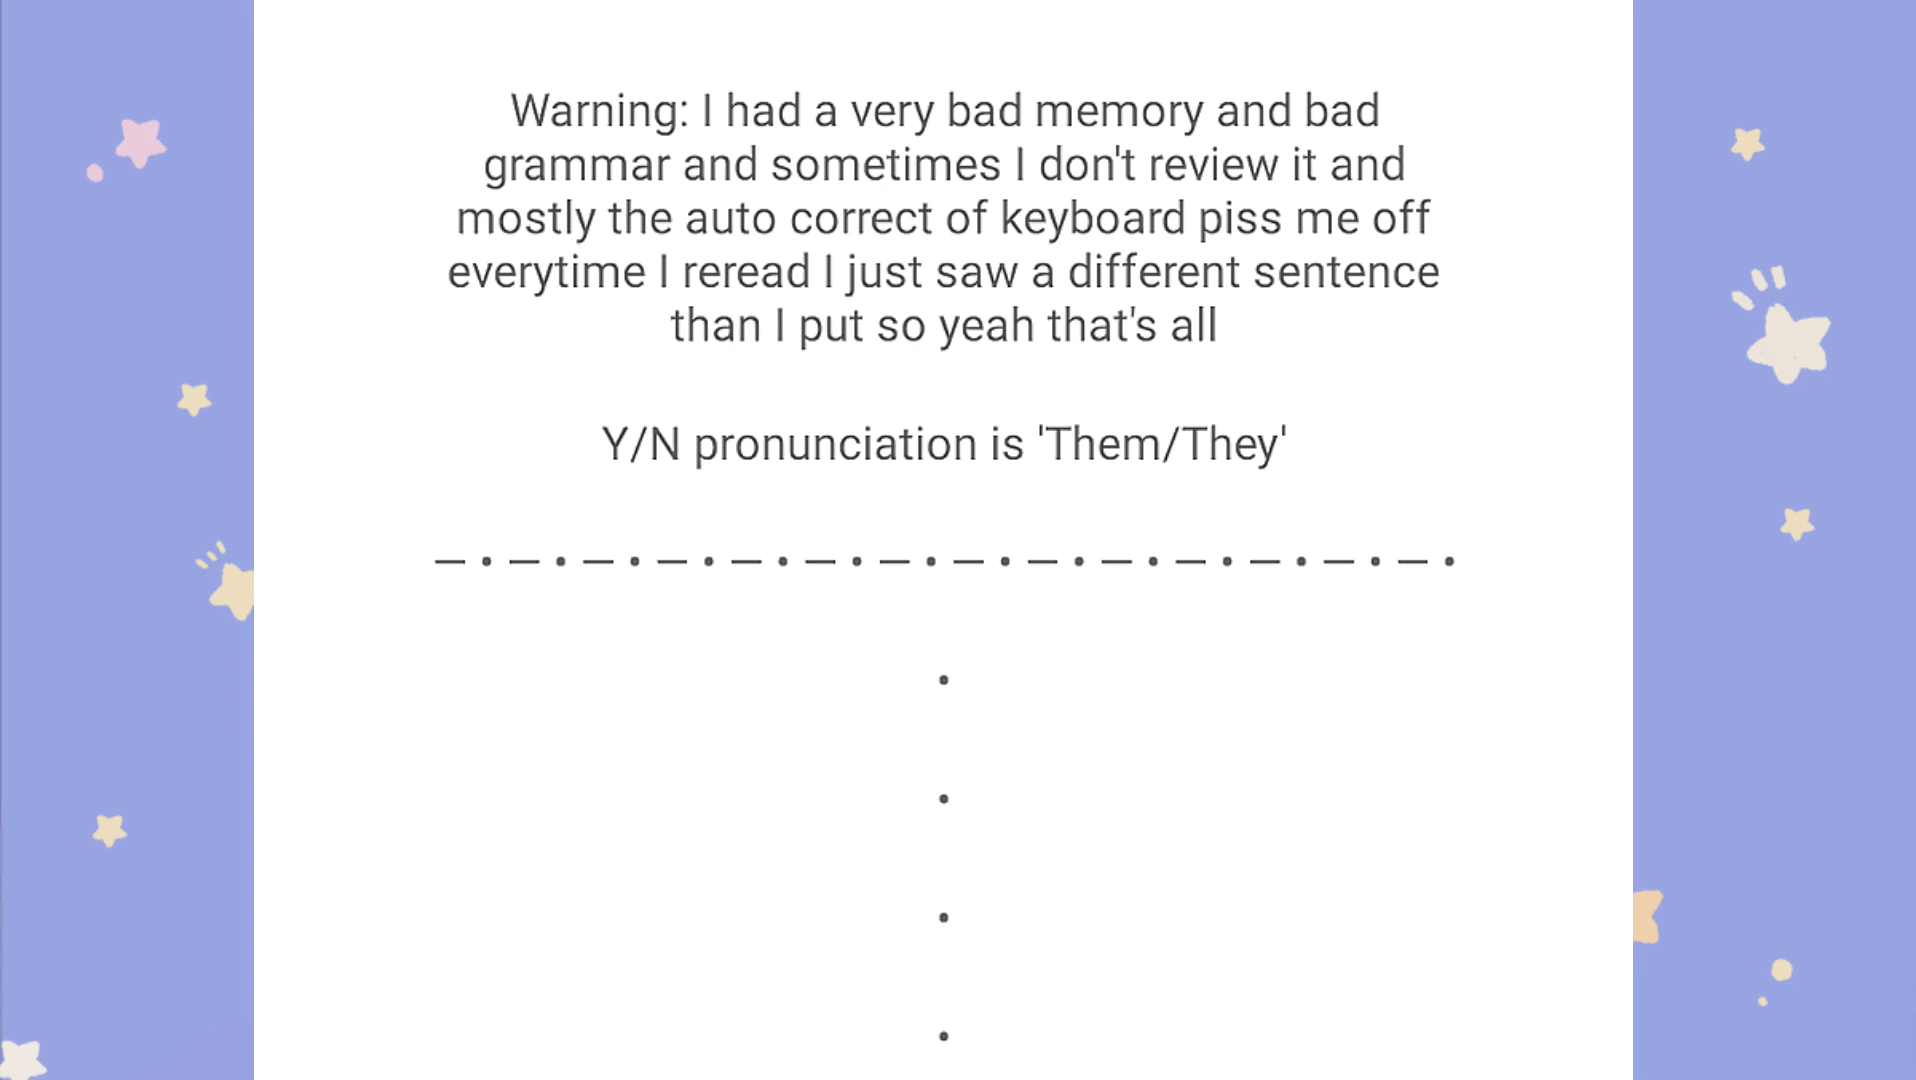 Warning: I had a very bad memory and bad
grammar and sometimes I don't review it and
mostly the auto correct of keyboard piss me off
everytime I reread I just saw a different sentence
than I put so yeah that's all
Y/N pronunciation is 'Them/They'
— • — • — • — • — • — • — • — • — • — • — • — • — • — •
•
•
•
•